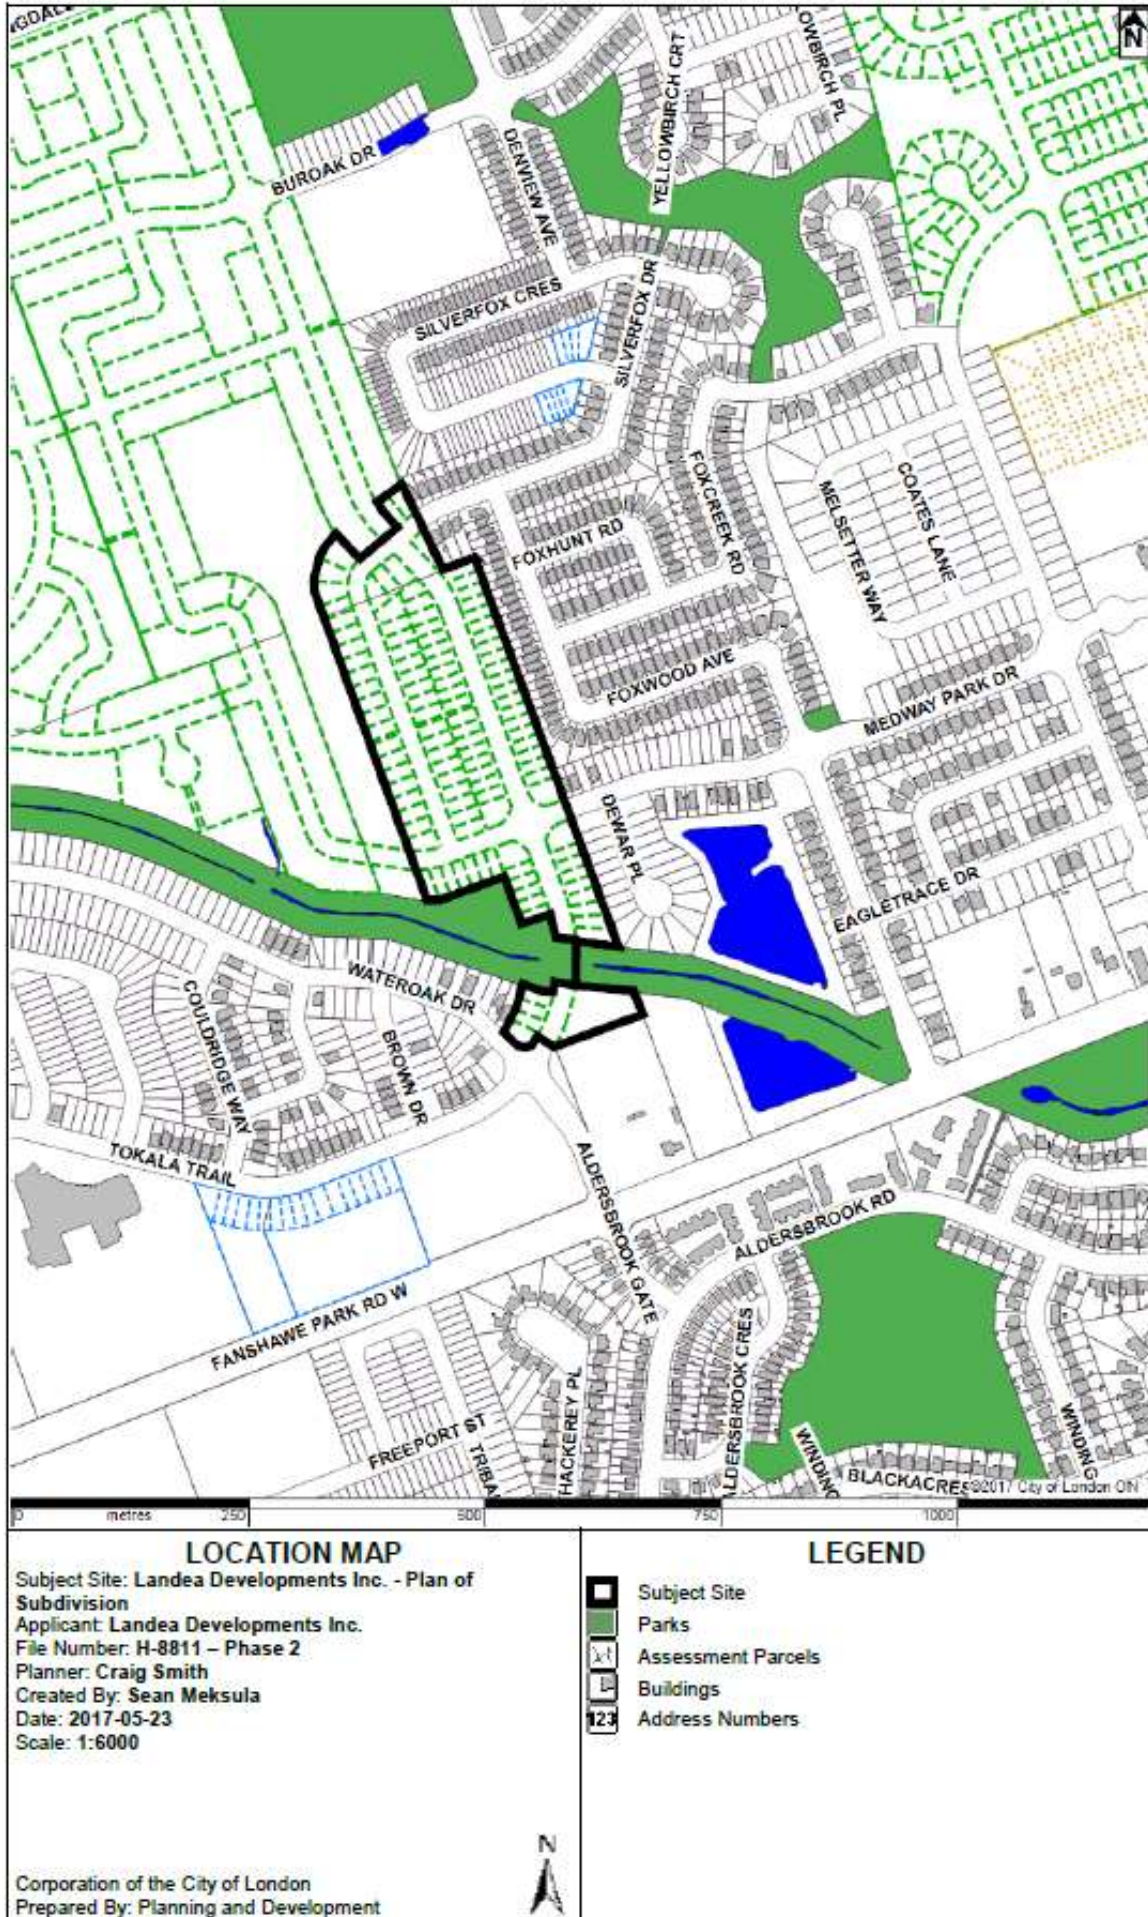 N
BUROAK DR
DENVIEW AVE
YELLOWBIRCH CRT
OWBIRCH PL
SILVERFOX CRES
SILVERFOX DR
FOXHUNT RD
FOXCREEK RD
MELSETTER WAY
COATES LANE
FOXWOOD AVE
MEDWAY PARK DR
DEWAR PL
EAGLETRACE DR
WATEROAK DR
COULDRIDGE WAY
BROWN DR
TOKALA TRAIL
ALDERSBROOK GATE
ALDERSBROOK RD
FANSHAWE PARK RD W
FREEPORT ST
TRIBA
THACKEREY PL
ALDERSBROOK CRES
WINDING
WINDING
BLACKACRES
©2017 City of London ON
0 metres 250 500 750 1000
LOCATION MAP
Subject Site: Landea Developments Inc. - Plan of
Subdivision
Applicant: Landea Developments Inc.
File Number: H-8811 – Phase 2
Planner: Craig Smith
Created By: Sean Meksula
Date: 2017-05-23
Scale: 1:6000
N
Corporation of the City of London
Prepared By: Planning and Development
LEGEND
Subject Site
Parks
Assessment Parcels
Buildings
123 Address Numbers